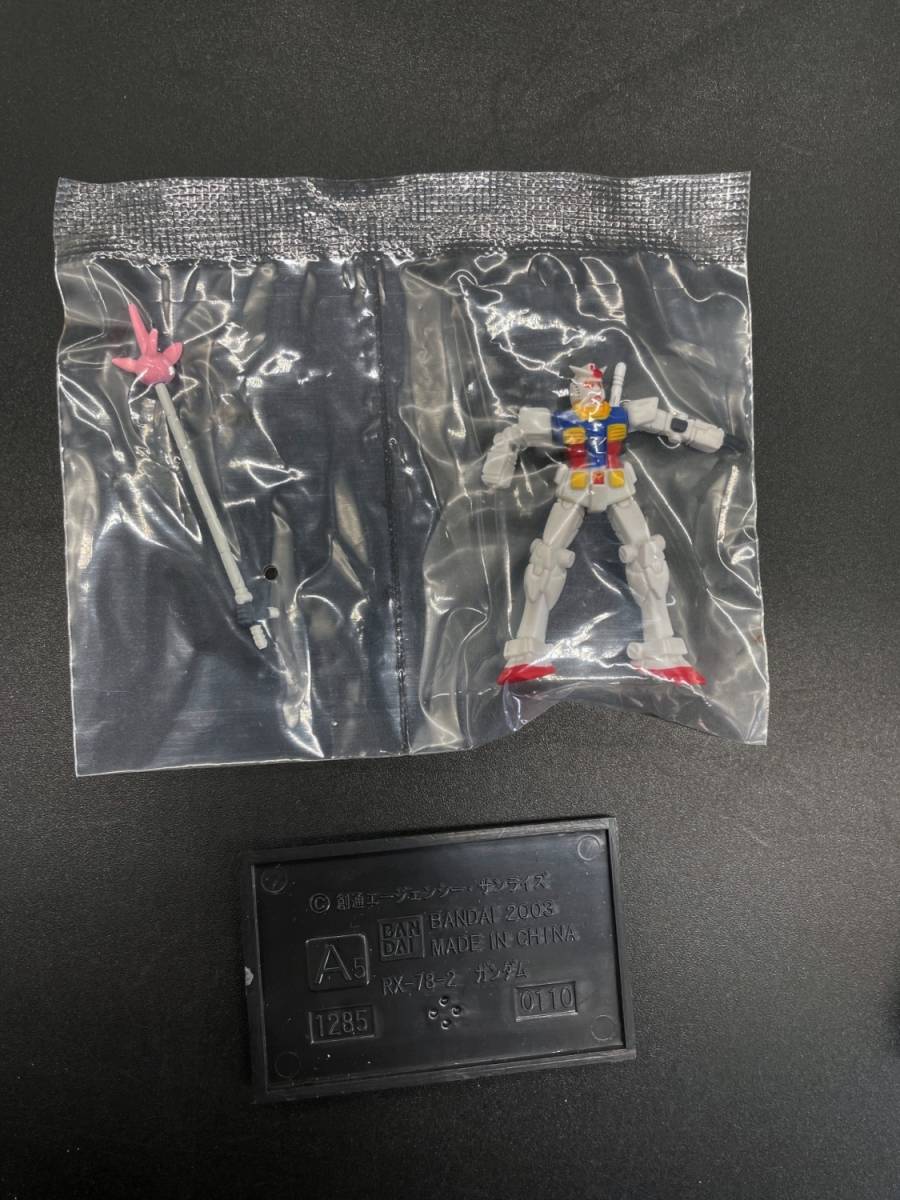 © 創通エージェンシー・サンライズ
BAN
DAI
BANDAI 2003
MADE IN CHINA
A5
RX-78-2 ガンダム
1285
0110